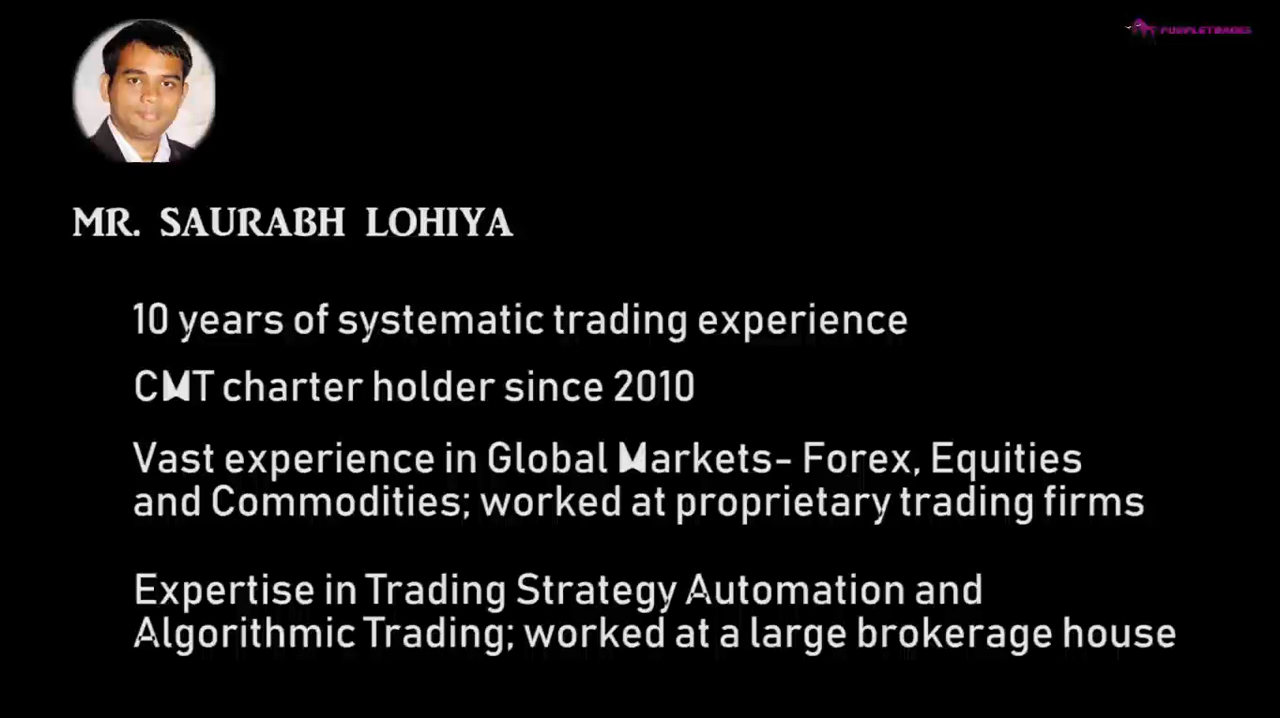 MR. SAURABH LOHIYA
10 years of systematic trading experience
CMT charter holder since 2010
Vast experience in Global Markets- Forex, Equities
and Commodities; worked at proprietary trading firms
Expertise in Trading Strategy Automation and
Algorithmic Trading; worked at a large brokerage house